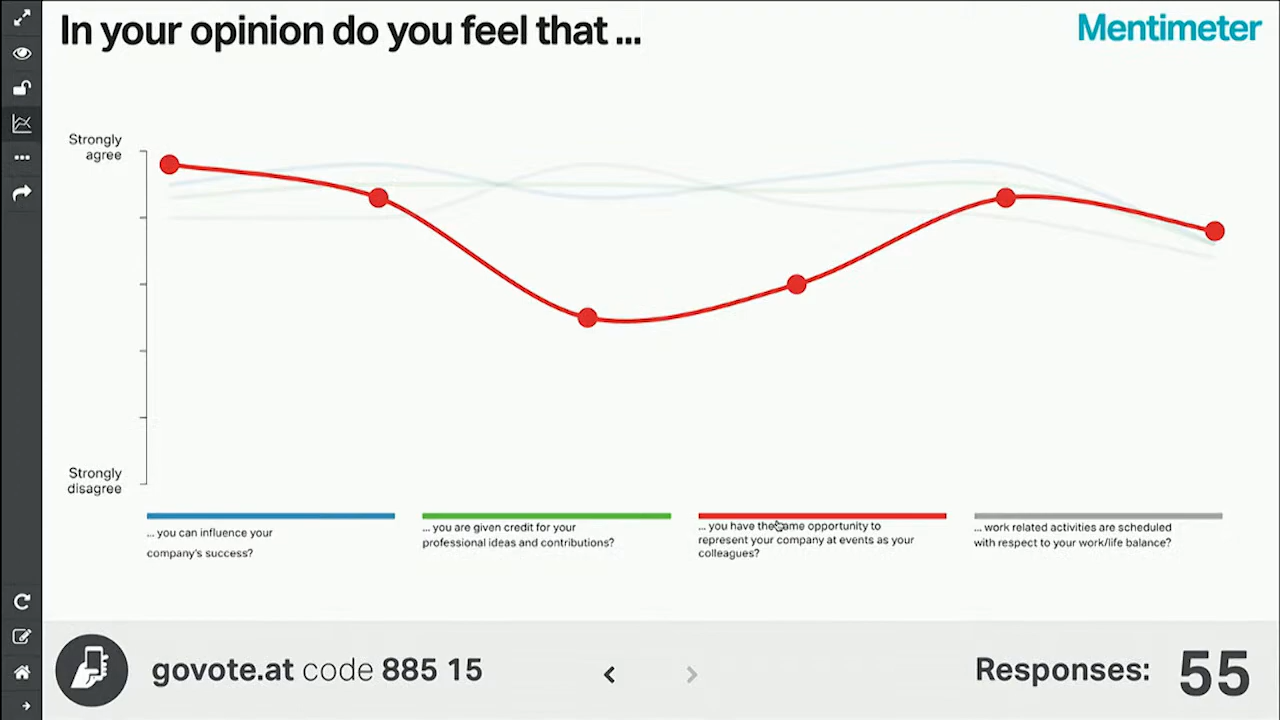 In your opinion do you feel that ...
Mentimeter
Strongly
agree
Strongly
disagree
... you can influence your
company's success?
... you are given credit for your
professional ideas and contributions?
... you have the same opportunity to
represent your company at events as your
colleagues?
... work related activities are scheduled
with respect to your work/life balance?
govote.at code 885 15
Responses: 55